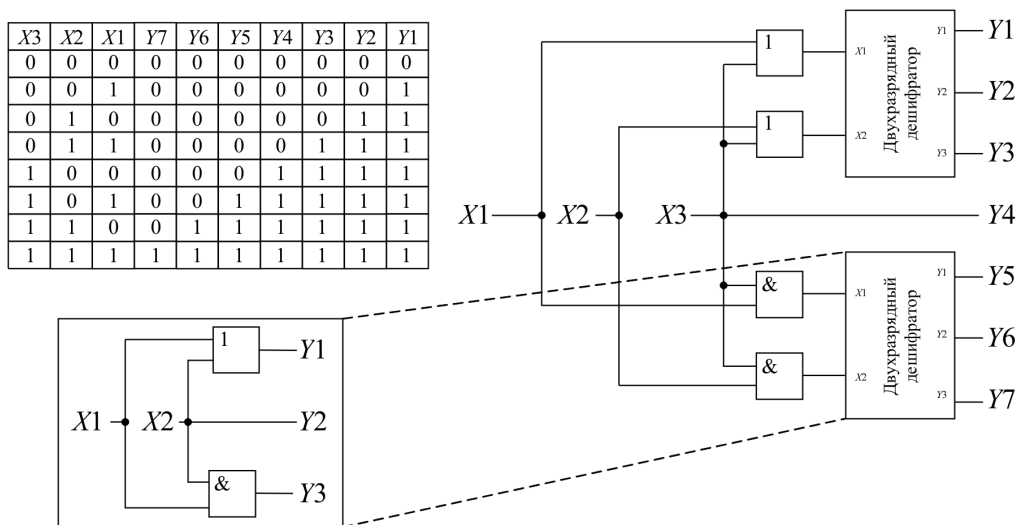 X3 X2 X1 Y7 Y6 Y5 Y4 Y3 Y2 Y1
0 0 0 0 0 0 0 0 0 0
0 0 1 0 0 0 0 0 0 1
0 1 0 0 0 0 0 0 1 1
0 1 1 0 0 0 0 1 1 1
1 0 0 0 0 0 1 1 1 1
1 0 1 0 0 1 1 1 1 1
1 1 0 0 1 1 1 1 1 1
1 1 1 1 1 1 1 1 1 1
1
1
X1
X2
Двухразрядный
дешифратор
Y1
Y2
Y3
Y1
Y2
Y3
X1
X2
X3
Y4
&
&
X1
X2
Двухразрядный
дешифратор
Y1
Y2
Y3
Y5
Y6
Y7
1
Y1
X1
X2
Y2
&
Y3